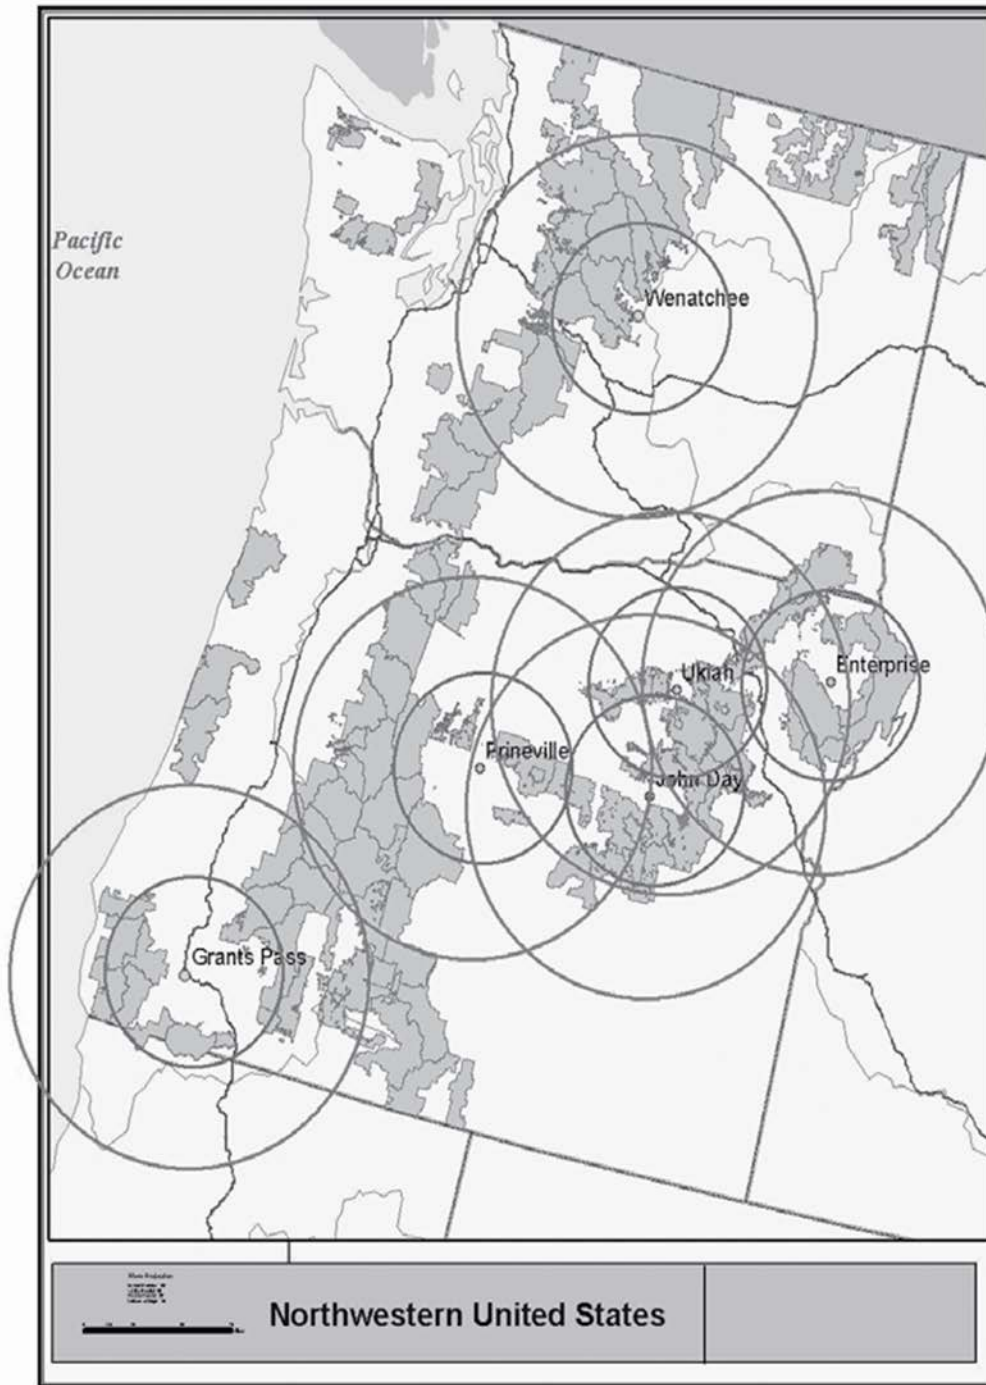 Pacific
Ocean
Wenatchee
Enterprise
Ukiah
Prineville
John Day
Grants Pass
Northwestern United States